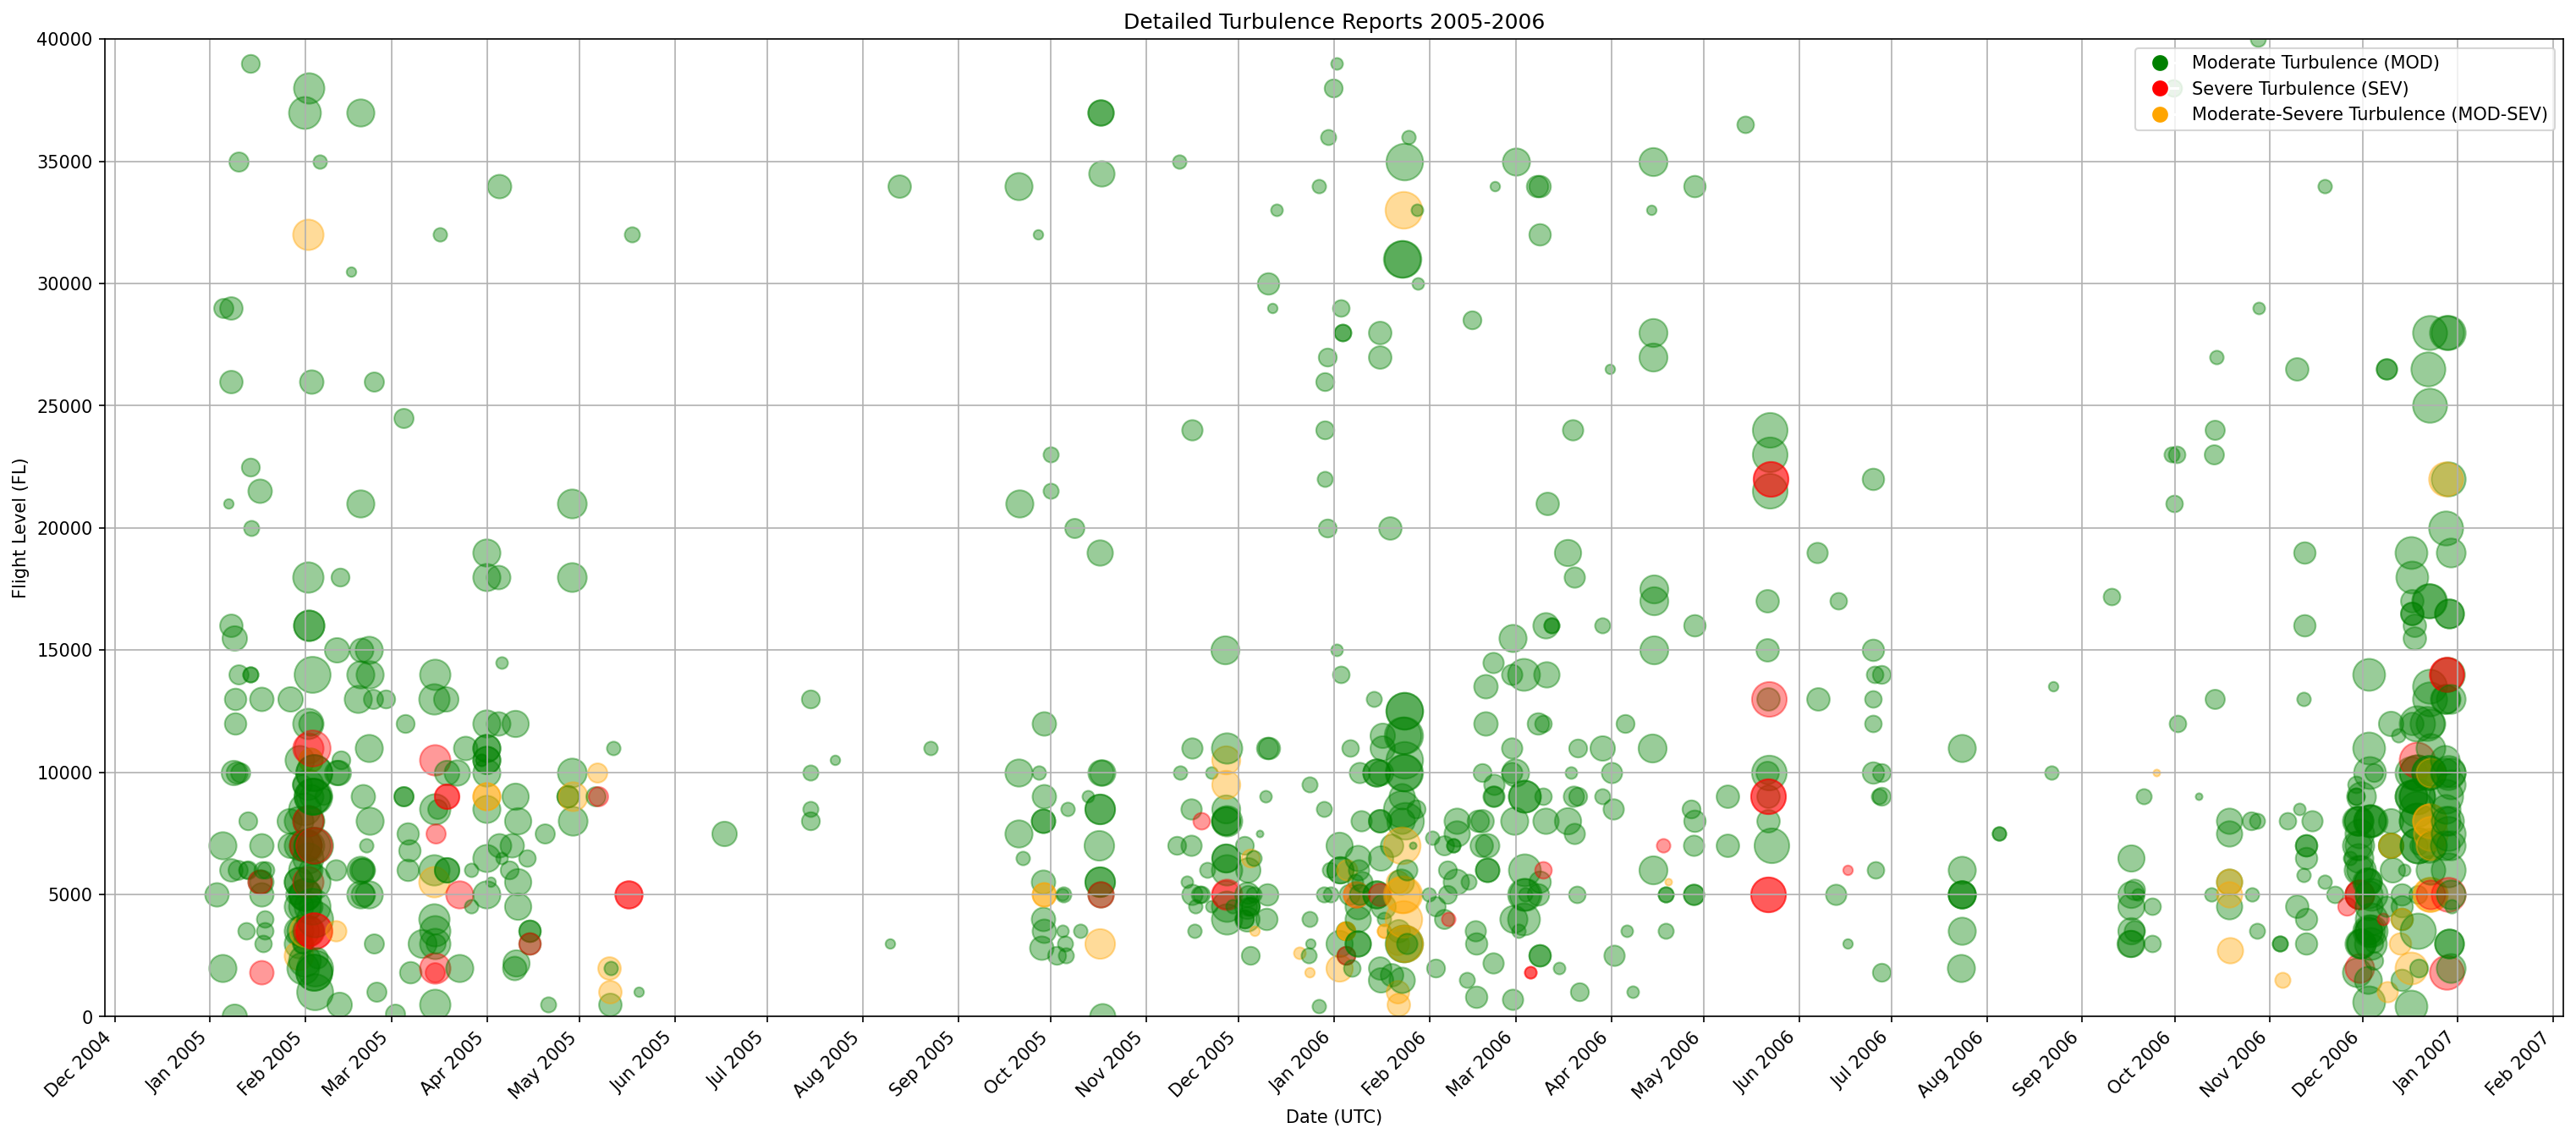 Detailed Turbulence Reports 2005-2006
Moderate Turbulence (MOD)
Severe Turbulence (SEV)
Moderate-Severe Turbulence (MOD-SEV)
Flight Level (FL)
40000
35000
30000
25000
20000
15000
10000
5000
0
Dec 2004
Jan 2005
Feb 2005
Mar 2005
Apr 2005
May 2005
Jun 2005
Jul 2005
Aug 2005
Sep 2005
Oct 2005
Nov 2005
Dec 2005
Jan 2006
Feb 2006
Mar 2006
Apr 2006
May 2006
Jun 2006
Jul 2006
Aug 2006
Sep 2006
Oct 2006
Nov 2006
Dec 2006
Jan 2007
Feb 2007
Date (UTC)